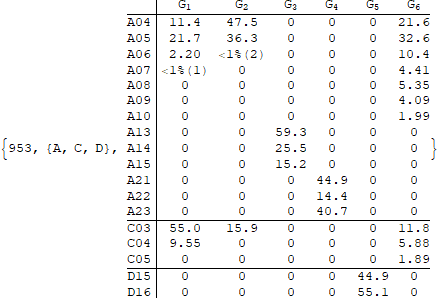 G₁ G₂ G₃ G₄ G₅ G₆
A04 11.4 47.5 0 0 0 21.6
A05 21.7 36.3 0 0 0 32.6
A06 2.20 <1%(2) 0 0 0 10.4
A07 <1%(1) 0 0 0 0 4.41
A08 0 0 0 0 0 5.35
A09 0 0 0 0 0 4.09
A10 0 0 0 0 0 1.99
A13 0 0 59.3 0 0 0
{953, {A, C, D}, A14 0 0 25.5 0 0 0 }
A15 0 0 15.2 0 0 0
A21 0 0 0 44.9 0 0
A22 0 0 0 14.4 0 0
A23 0 0 0 40.7 0 0
C03 55.0 15.9 0 0 0 11.8
C04 9.55 0 0 0 0 5.88
C05 0 0 0 0 0 1.89
D15 0 0 0 0 44.9 0
D16 0 0 0 0 55.1 0